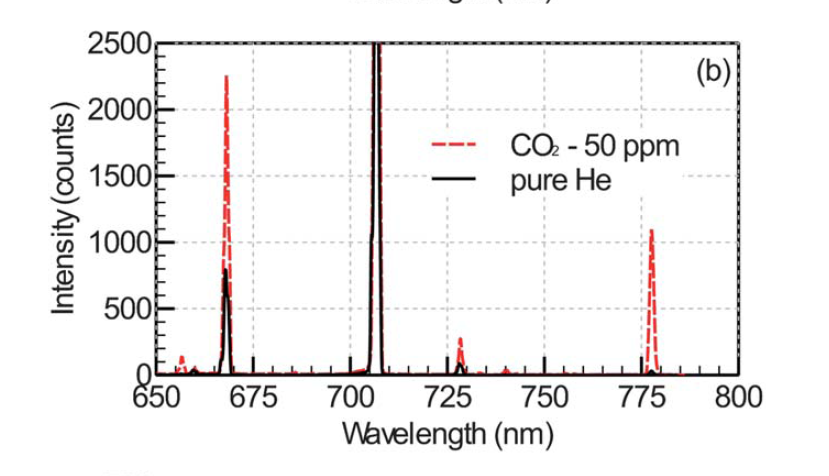 2500
(b)
2000
CO₂ - 50 ppm
1500
pure He
1000
500
0
Intensity (counts)
650 675 700 725 750 775 800
Wavelength (nm)